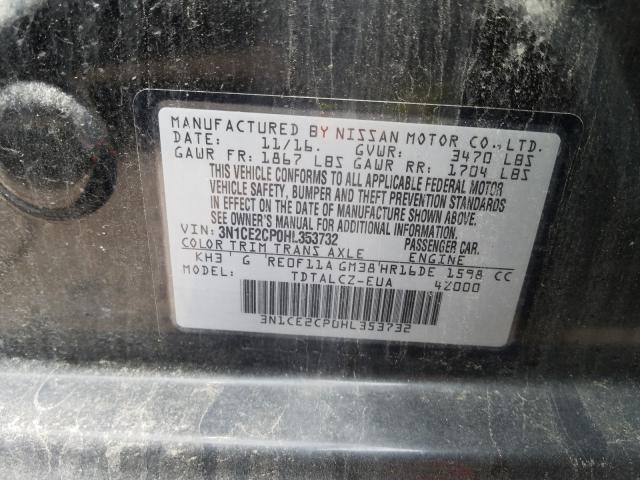 MANUFACTURED BY NISSAN MOTOR CO.,LTD.
DATE: 11/16. GVWR: 3470 LBS
GAWR FR: 1867 LBS GAWR RR: 1704 LBS
THIS VEHICLE CONFORMS TO ALL APPLICABLE FEDERAL MOTOR
VEHICLE SAFETY, BUMPER AND THEFT PREVENTION STANDARDS
IN EFFECT ON THE DATE OF MANUFACTURE SHOWN ABOVE.
SEE OWNER'S MANUAL FOR ADDITIONAL INFORMATION.
VIN: 3N1CE2CP0HL353732 PASSENGER CAR.
COLOR TRIM TRANS AXLE ENGINE
KH3 G RE0F11A GM38 HR16DE 1598 CC
MODEL: TDTALCZ-EUA 4Z000
3N1CE2CP0HL353732